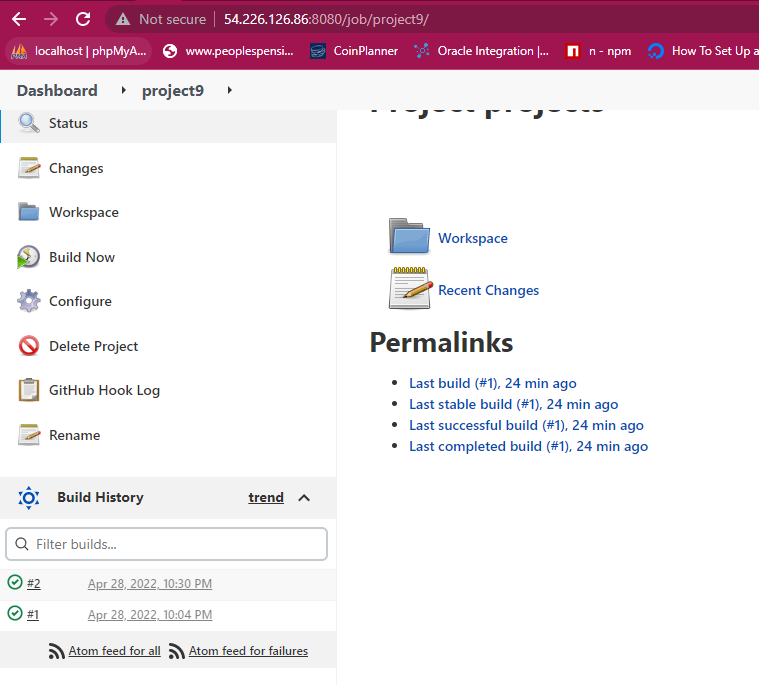 Not secure 54.226.126.86:8080/job/project9/
localhost | phpMyA... www.peoplespensi... CoinPlanner Oracle Integration |... n - npm How To Set Up a
Dashboard project9
Project project9
Status
Changes
Workspace
Build Now
Configure
Delete Project
GitHub Hook Log
Rename
Workspace
Recent Changes
Permalinks
Last build (#1), 24 min ago
Last stable build (#1), 24 min ago
Last successful build (#1), 24 min ago
Last completed build (#1), 24 min ago
Build History trend
Filter builds...
#2 Apr 28, 2022, 10:30 PM
#1 Apr 28, 2022, 10:04 PM
Atom feed for all Atom feed for failures